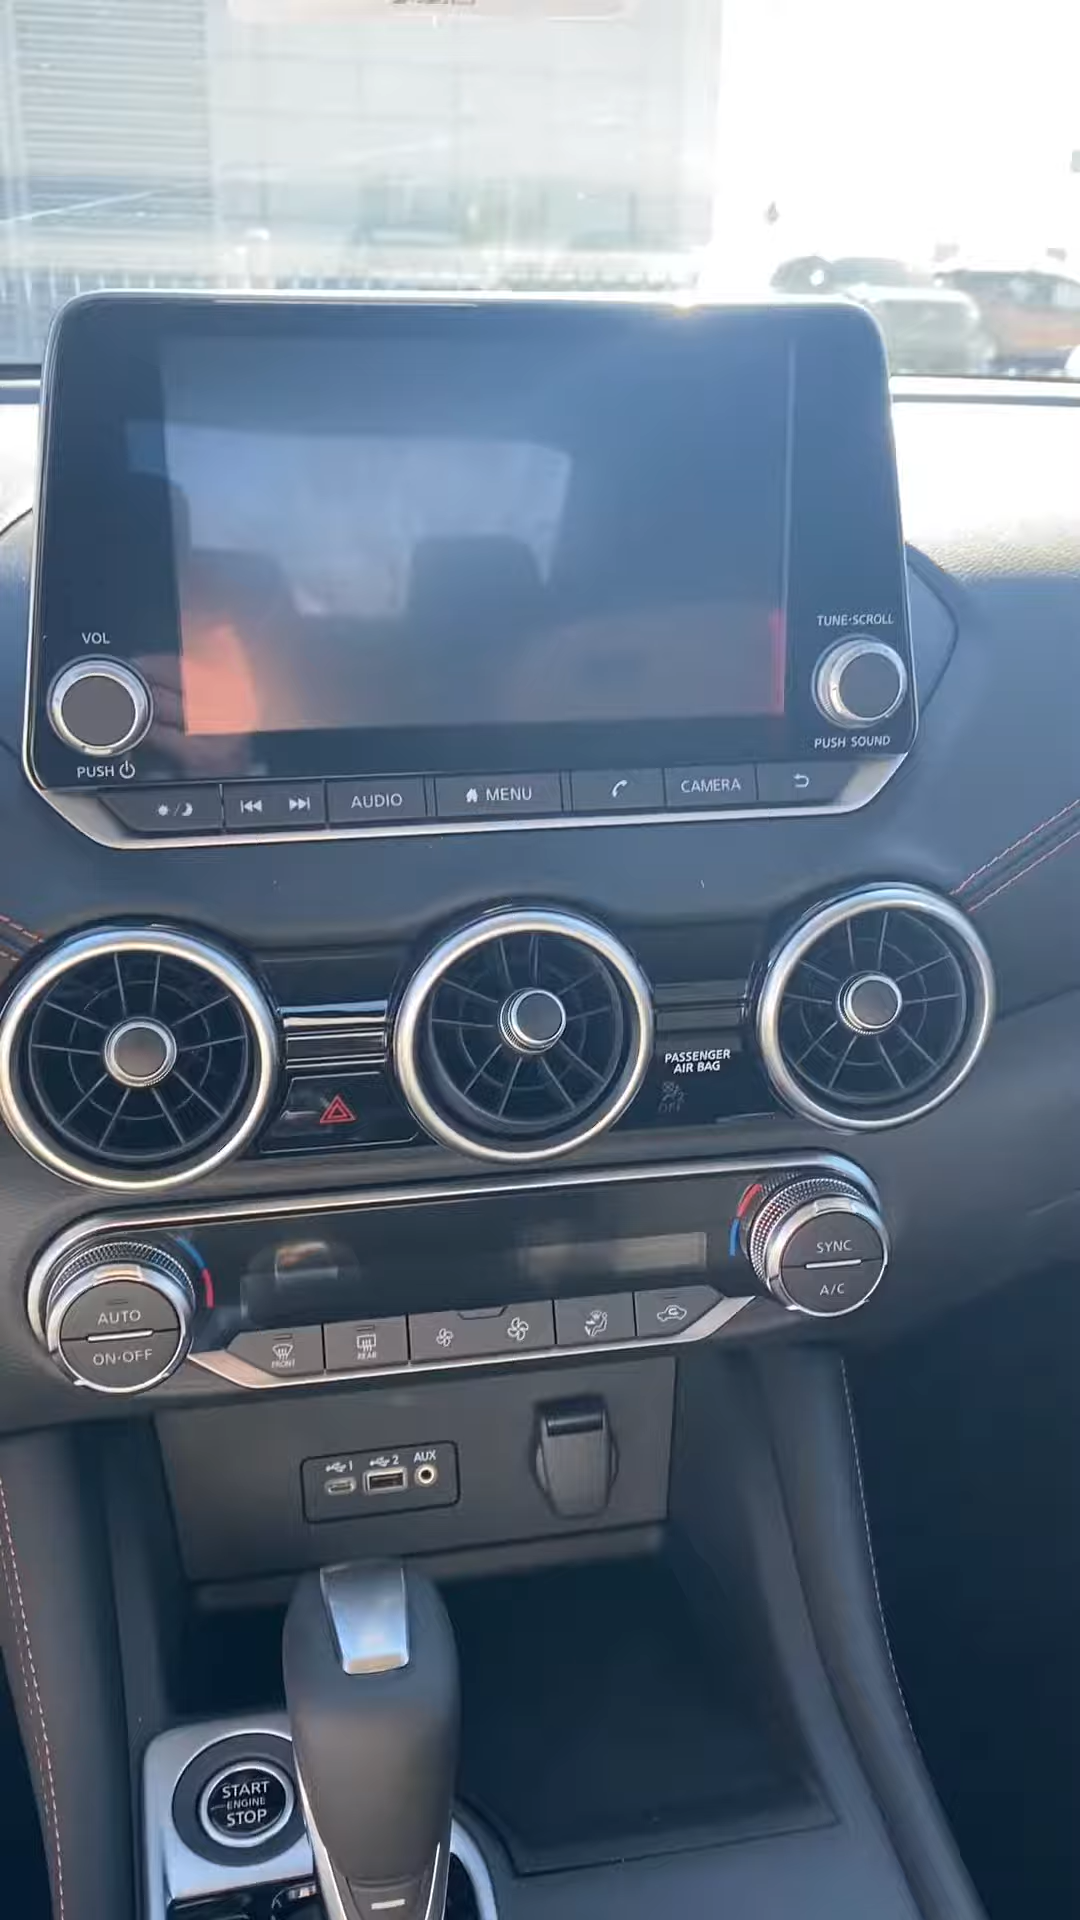 VOL
TUNE·SCROLL
PUSH
PUSH SOUND
AUDIO
MENU
CAMERA
PASSENGER
AIR BAG
OFF
SYNC
A/C
AUTO
ON·OFF
FRONT
REAR
1
2
AUX
START
ENGINE
STOP